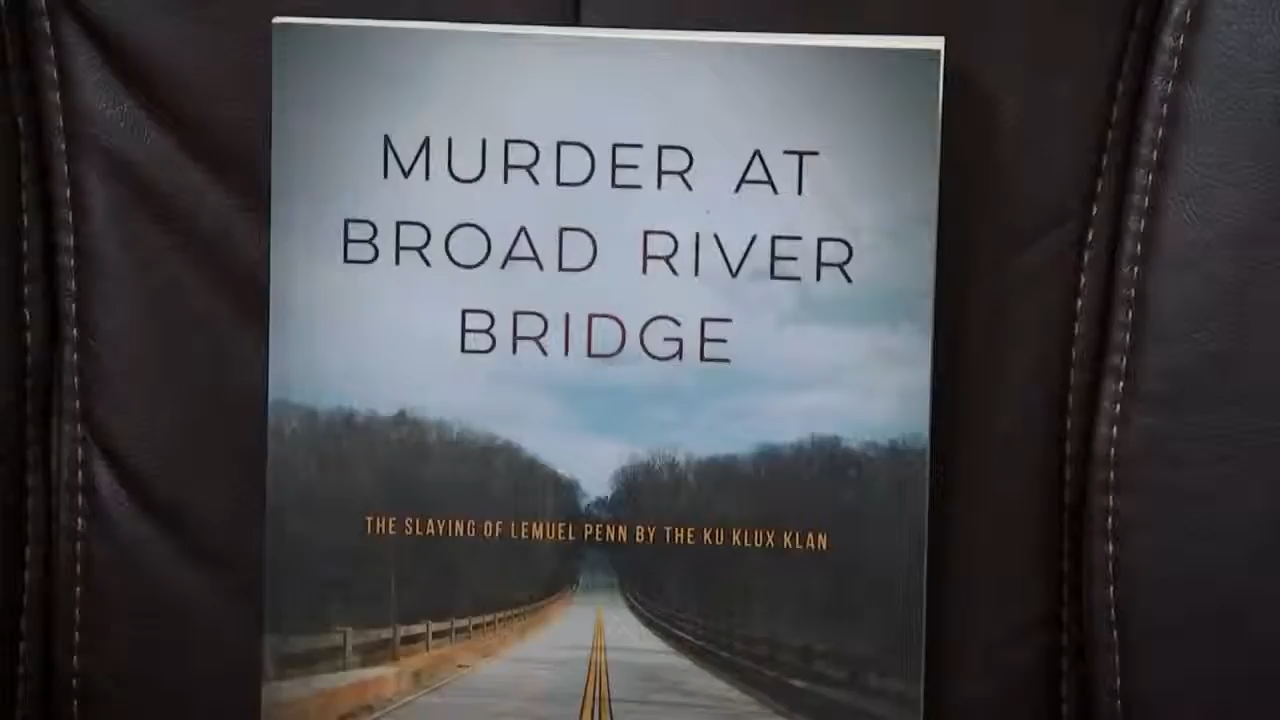 MURDER AT
BROAD RIVER
BRIDGE
THE SLAYING OF LEMUEL PENN BY THE KU KLUX KLAN